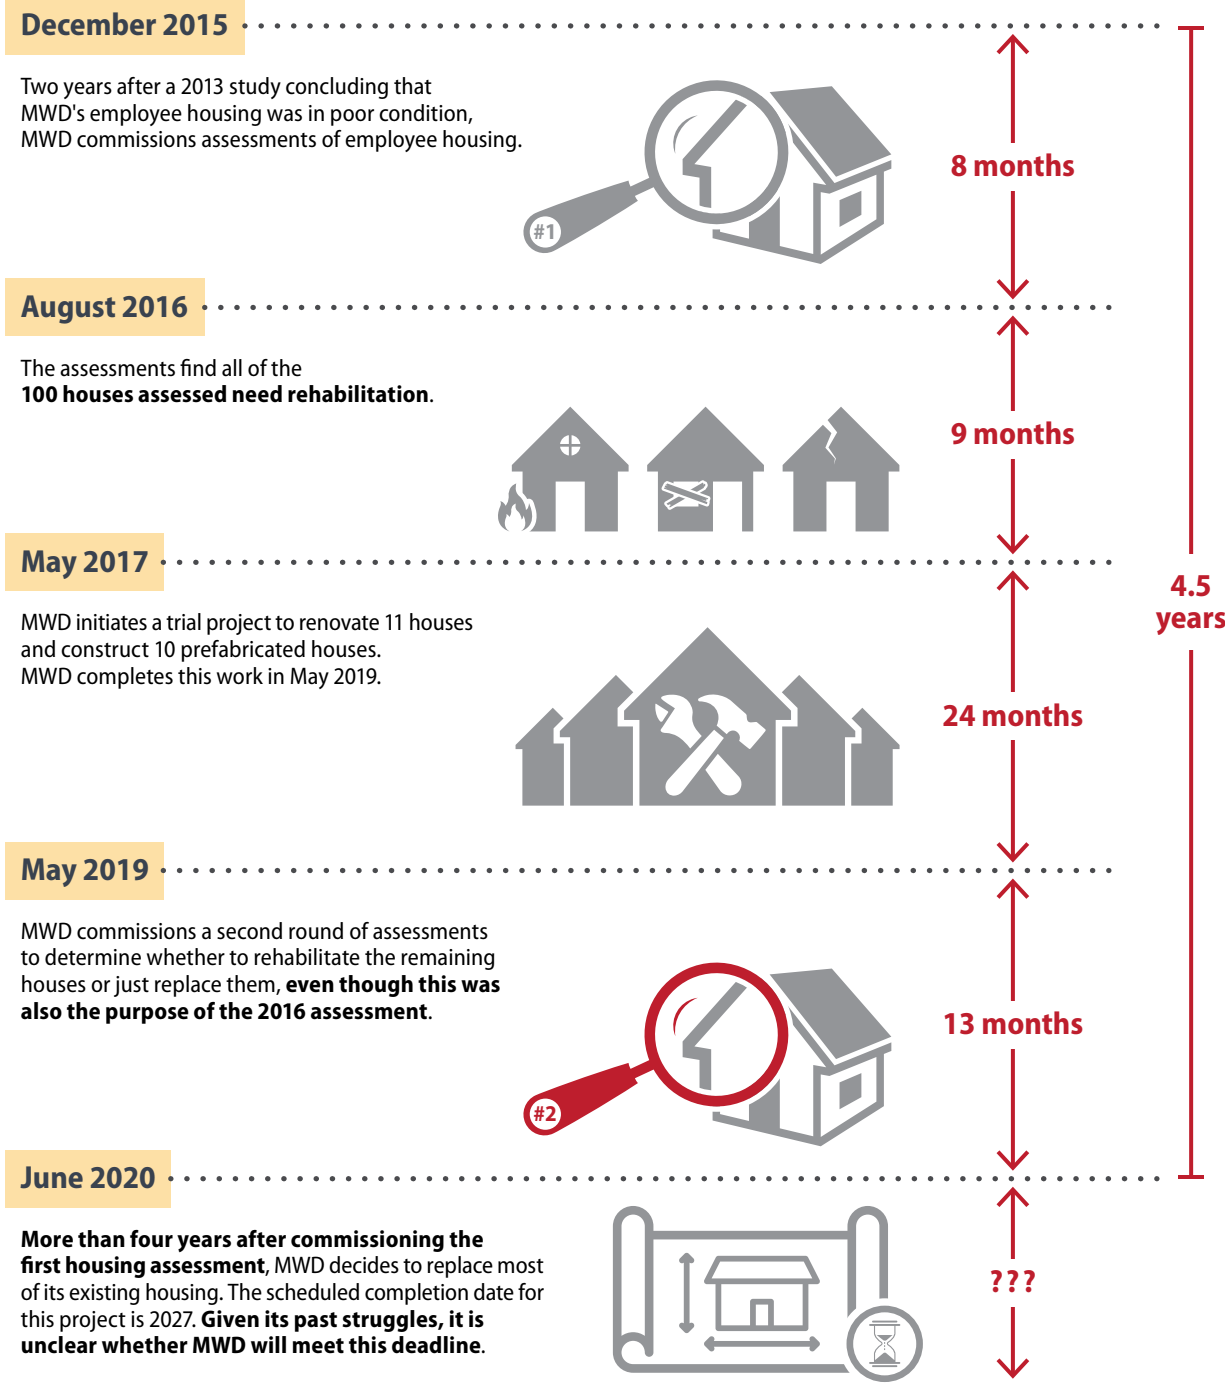 December 2015
Two years after a 2013 study concluding that
MWD's employee housing was in poor condition,
MWD commissions assessments of employee housing.
#1
8 months
August 2016
The assessments find all of the
100 houses assessed need rehabilitation.
9 months
May 2017
MWD initiates a trial project to renovate 11 houses
and construct 10 prefabricated houses.
MWD completes this work in May 2019.
24 months
4.5
years
May 2019
MWD commissions a second round of assessments
to determine whether to rehabilitate the remaining
houses or just replace them, even though this was
also the purpose of the 2016 assessment.
#2
13 months
June 2020
More than four years after commissioning the
first housing assessment, MWD decides to replace most
of its existing housing. The scheduled completion date for
this project is 2027. Given its past struggles, it is
unclear whether MWD will meet this deadline.
???